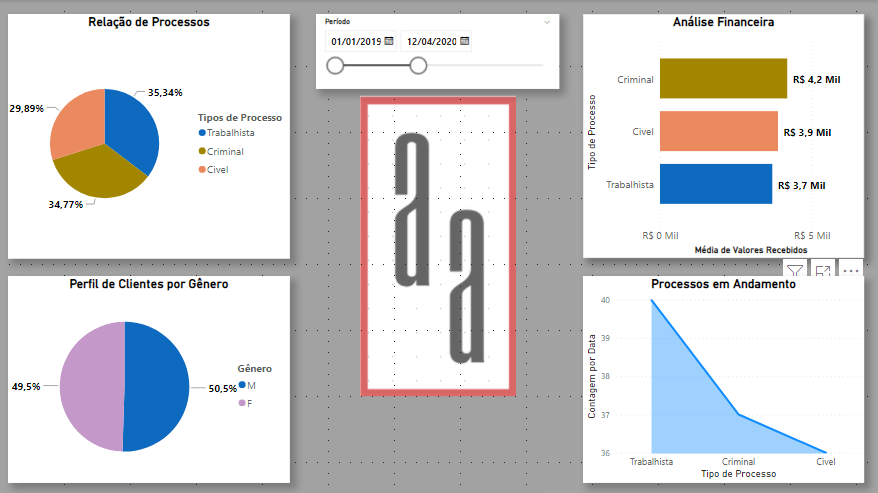 Relação de Processos
35,34%
29,89%
34,77%
Tipos de Processo
Trabalhista
Criminal
Civel
Período
01/01/2019
12/04/2020
aa
Análise Financeira
Tipo de Processo
Criminal
R$ 4,2 Mil
Civel
R$ 3,9 Mil
Trabalhista
R$ 3,7 Mil
R$ 0 Mil
R$ 5 Mil
Média de Valores Recebidos
Perfil de Clientes por Gênero
49,5%
50,5%
Gênero
M
F
Processos em Andamento
Contagem por Data
40
39
38
37
36
Trabalhista
Criminal
Civel
Tipo de Processo